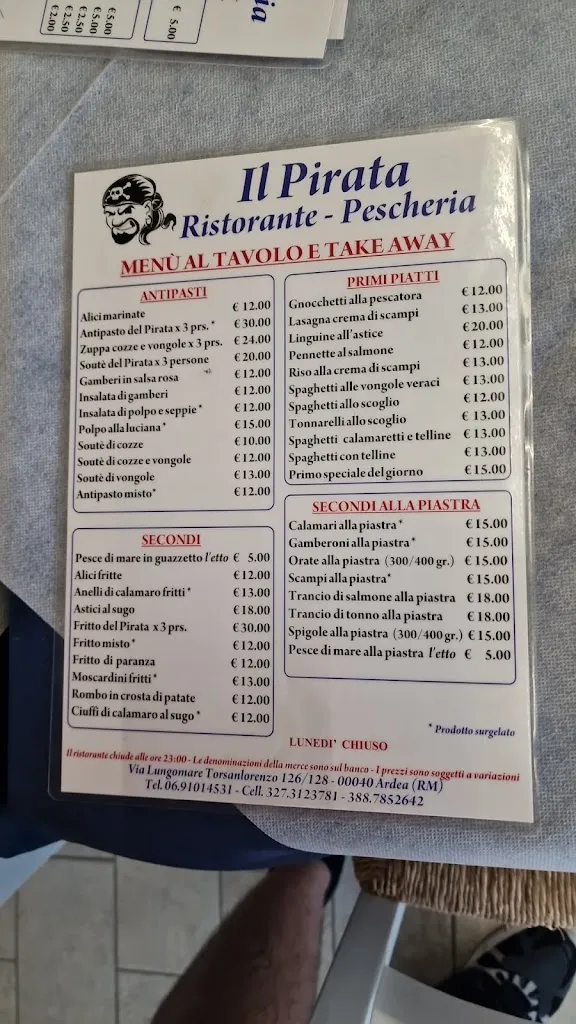 ia
€ 5.00
€ 5.00
€ 5.00
€ 2.50
€ 2.50
€ 2.00
Il Pirata
Ristorante - Pescheria
MENÙ AL TAVOLO E TAKE AWAY
ANTIPASTI
Alici marinate € 12.00
Antipasto del Pirata x 3 prs. * € 30.00
Zuppa cozze e vongole x 3 prs. € 24.00
Soutè del Pirata x 3 persone € 20.00
Gamberi in salsa rosa € 12.00
Insalata di gamberi € 12.00
Insalata di polpo e seppie * € 12.00
Polpo alla luciana * € 15.00
Soutè di cozze € 10.00
Soutè di cozze e vongole € 12.00
Soutè di vongole € 13.00
Antipasto misto * € 12.00
SECONDI
Pesce di mare in guazzetto l'etto € 5.00
Alici fritte € 12.00
Anelli di calamaro fritti * € 13.00
Astici al sugo € 18.00
Fritto del Pirata x 3 prs. € 30.00
Fritto misto * € 12.00
Fritto di paranza € 12.00
Moscardini fritti * € 13.00
Rombo in crosta di patate € 12.00
Ciuffi di calamaro al sugo * € 12.00
PRIMI PIATTI
Gnocchetti alla pescatora € 12.00
Lasagna crema di scampi € 13.00
Linguine all'astice € 20.00
Pennette al salmone € 12.00
Riso alla crema di scampi € 13.00
Spaghetti alle vongole veraci € 13.00
Spaghetti allo scoglio € 12.00
Tonnarelli allo scoglio € 13.00
Spaghetti calamaretti e telline € 13.00
Spaghetti con telline € 13.00
Primo speciale del giorno € 15.00
SECONDI ALLA PIASTRA
Calamari alla piastra * € 15.00
Gamberoni alla piastra * € 15.00
Orate alla piastra (300/400 gr.) € 15.00
Scampi alla piastra * € 15.00
Trancio di salmone alla piastra € 18.00
Trancio di tonno alla piastra € 18.00
Spigole alla piastra (300/400 gr.) € 15.00
Pesce di mare alla piastra l'etto € 5.00
* Prodotto surgelato
LUNEDI' CHIUSO
Il ristorante chiude alle ore 23:00 - Le denominazioni della merce sono sul banco - I prezzi sono soggetti a variazioni
Via Lungomare Torsanlorenzo 126/128 - 00040 Ardea (RM)
Tel. 06.91014531 - Cell. 327.3123781 - 388.7852642